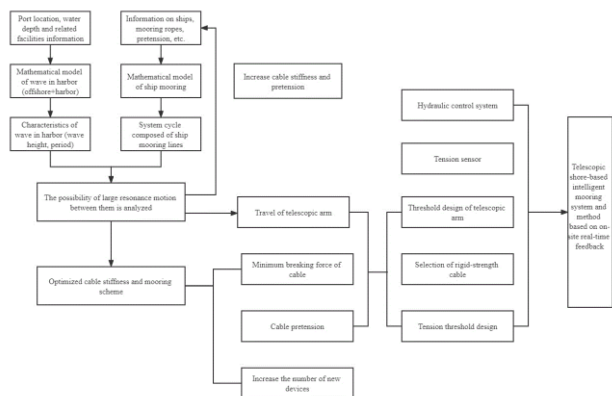 Port location, water
depth and related
facilities information
Information on ships,
mooring ropes,
pretension, etc.
Mathematical model
of wave in harbor
(offshore+harbor)
Mathematical model
of ship mooring
Increase cable stiffness and
pretension
Characteristics of
wave in harbor (wave
height, period)
System cycle
composed of ship
mooring lines
Hydraulic control system
Tension sensor
The possibility of large resonance motion
between them is analyzed
Travel of telescopic arm
Threshold design of telescopic
arm
Telescopic
shore-based
intelligent
mooring
system and
method
based on on-
site real-time
feedback
Optimized cable stiffness and mooring
scheme
Minimum breaking force of
cable
Selection of rigid-strength
cable
Cable pretension
Tension threshold design
Increase the number of new
devices